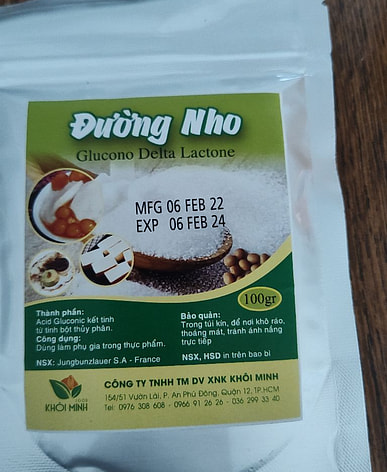 Đường Nho
Glucono Delta Lactone
MFG 06 FEB 22
EXP 06 FEB 24
100gr
Thành phần:
Acid Gluconic kết tinh
từ tinh bột thủy phân.
Công dụng:
Dùng làm phụ gia trong thực phẩm.
NSX: Jungbunzlauer S.A - France
Bảo quản:
Trong túi kín, để nơi khô ráo,
thoáng mát, tránh ánh nắng
trực tiếp
NSX, HSD in trên bao bì
FOOD
KHÔI MINH
CÔNG TY TNHH TM DV XNK KHÔI MINH
154/51 Vườn Lài, P. An Phú Đông, Quận 12, TP.HCM
Tel: 0976 308 608 - 0966 91 26 26 - 036 299 33 40